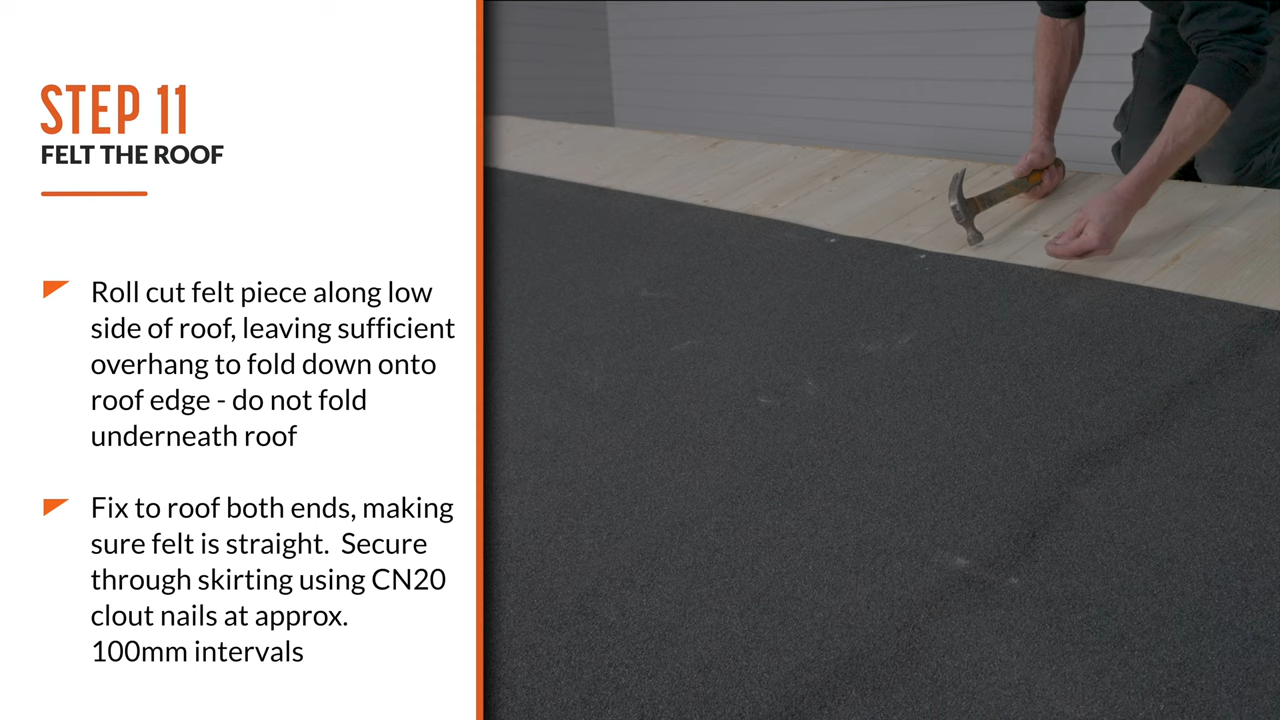 STEP 11
FELT THE ROOF
Roll cut felt piece along low
side of roof, leaving sufficient
overhang to fold down onto
roof edge - do not fold
underneath roof
Fix to roof both ends, making
sure felt is straight.  Secure
through skirting using CN20
clout nails at approx.
100mm intervals